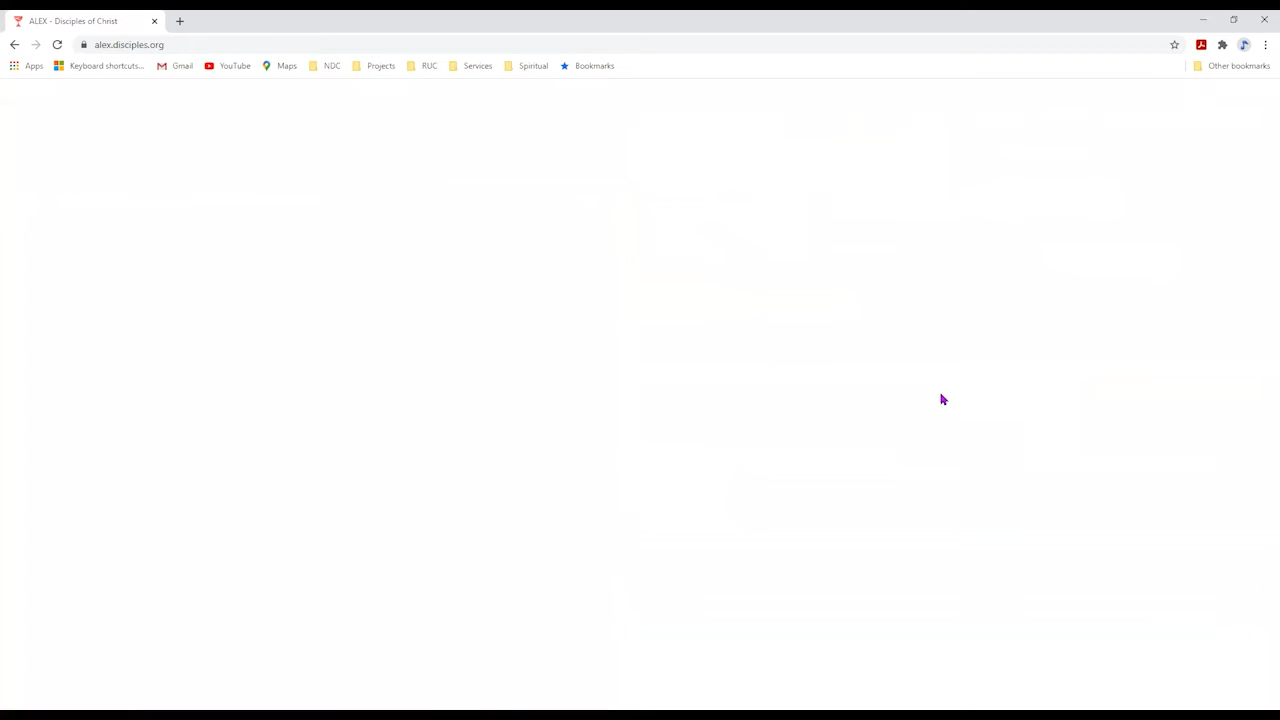 ALEX - Disciples of Christ
alex.disciples.org
Apps Keyboard shortcuts... Gmail YouTube Maps NDC Projects RUC Services Spiritual Bookmarks Other bookmarks